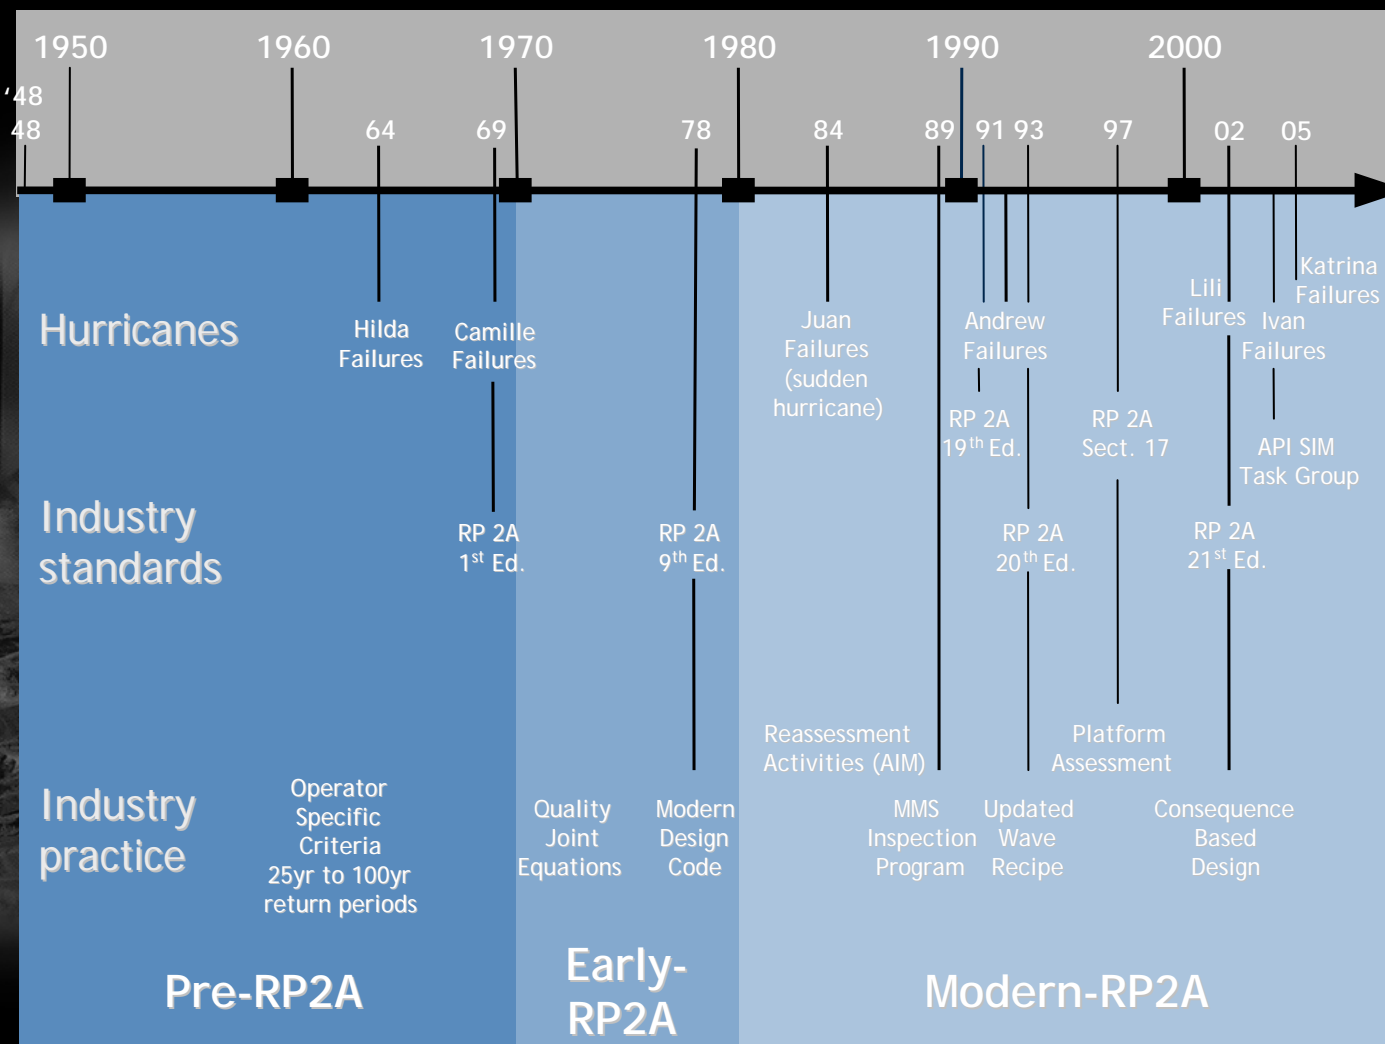 1950 1960 1970 1980 1990 2000
‘48
48 64 69 78 84 89 91 93 97 02 05
Hurricanes
Hilda
Failures
Camille
Failures
Juan
Failures
(sudden
hurricane)
Andrew
Failures
Lili
Failures
Ivan
Failures
Katrina
Failures
Industry
standards
RP 2A
1st Ed.
RP 2A
9th Ed.
RP 2A
19th Ed.
RP 2A
20th Ed.
RP 2A
Sect. 17
RP 2A
21st Ed.
API SIM
Task Group
Industry
practice
Operator
Specific
Criteria
25yr to 100yr
return periods
Quality
Joint
Equations
Modern
Design
Code
Reassessment
Activities (AIM)
MMS
Inspection
Program
Updated
Wave
Recipe
Platform
Assessment
Consequence
Based
Design
Pre-RP2A
Early-
RP2A
Modern-RP2A